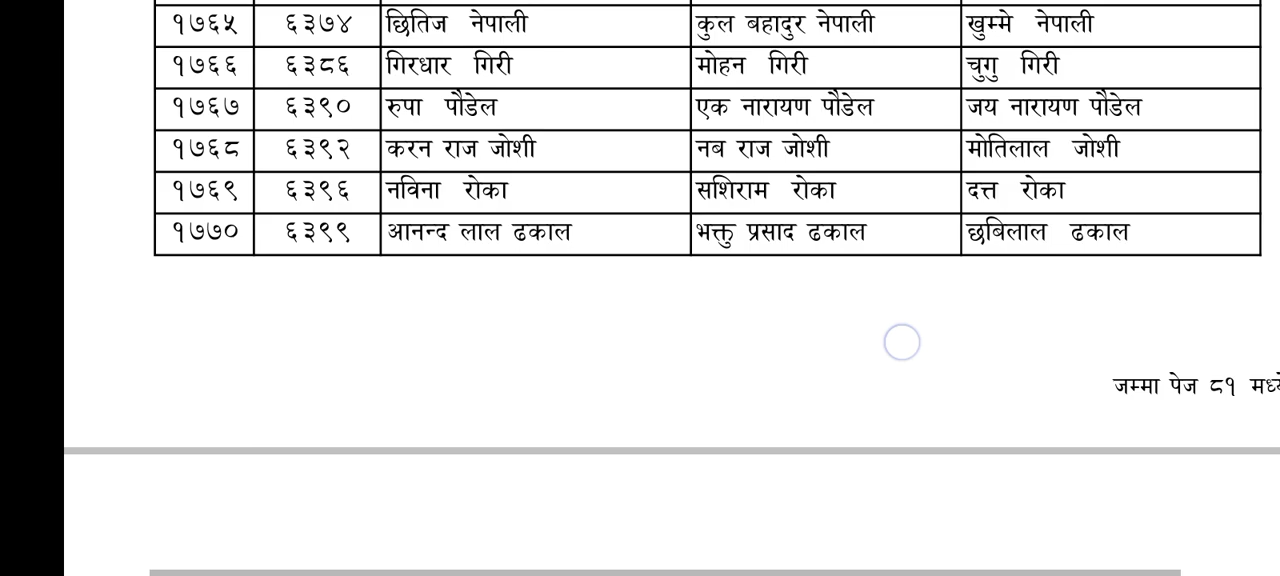 १७६५ ६३७४ छितिज नेपाली कुल बहादुर नेपाली खुम्मे नेपाली
१७६६ ६३८६ गिरधार गिरी मोहन गिरी चुगु गिरी
१७६७ ६३९० रुपा पौडेल एक नारायण पौडेल जय नारायण पौडेल
१७६८ ६३९२ करन राज जोशी नब राज जोशी मोतिलाल जोशी
१७६९ ६३९६ नविना रोका सशिराम रोका दत्त रोका
१७७० ६३९९ आनन्द लाल ढकाल भक्तु प्रसाद ढकाल छबिलाल ढकाल
जम्मा पेज ८१